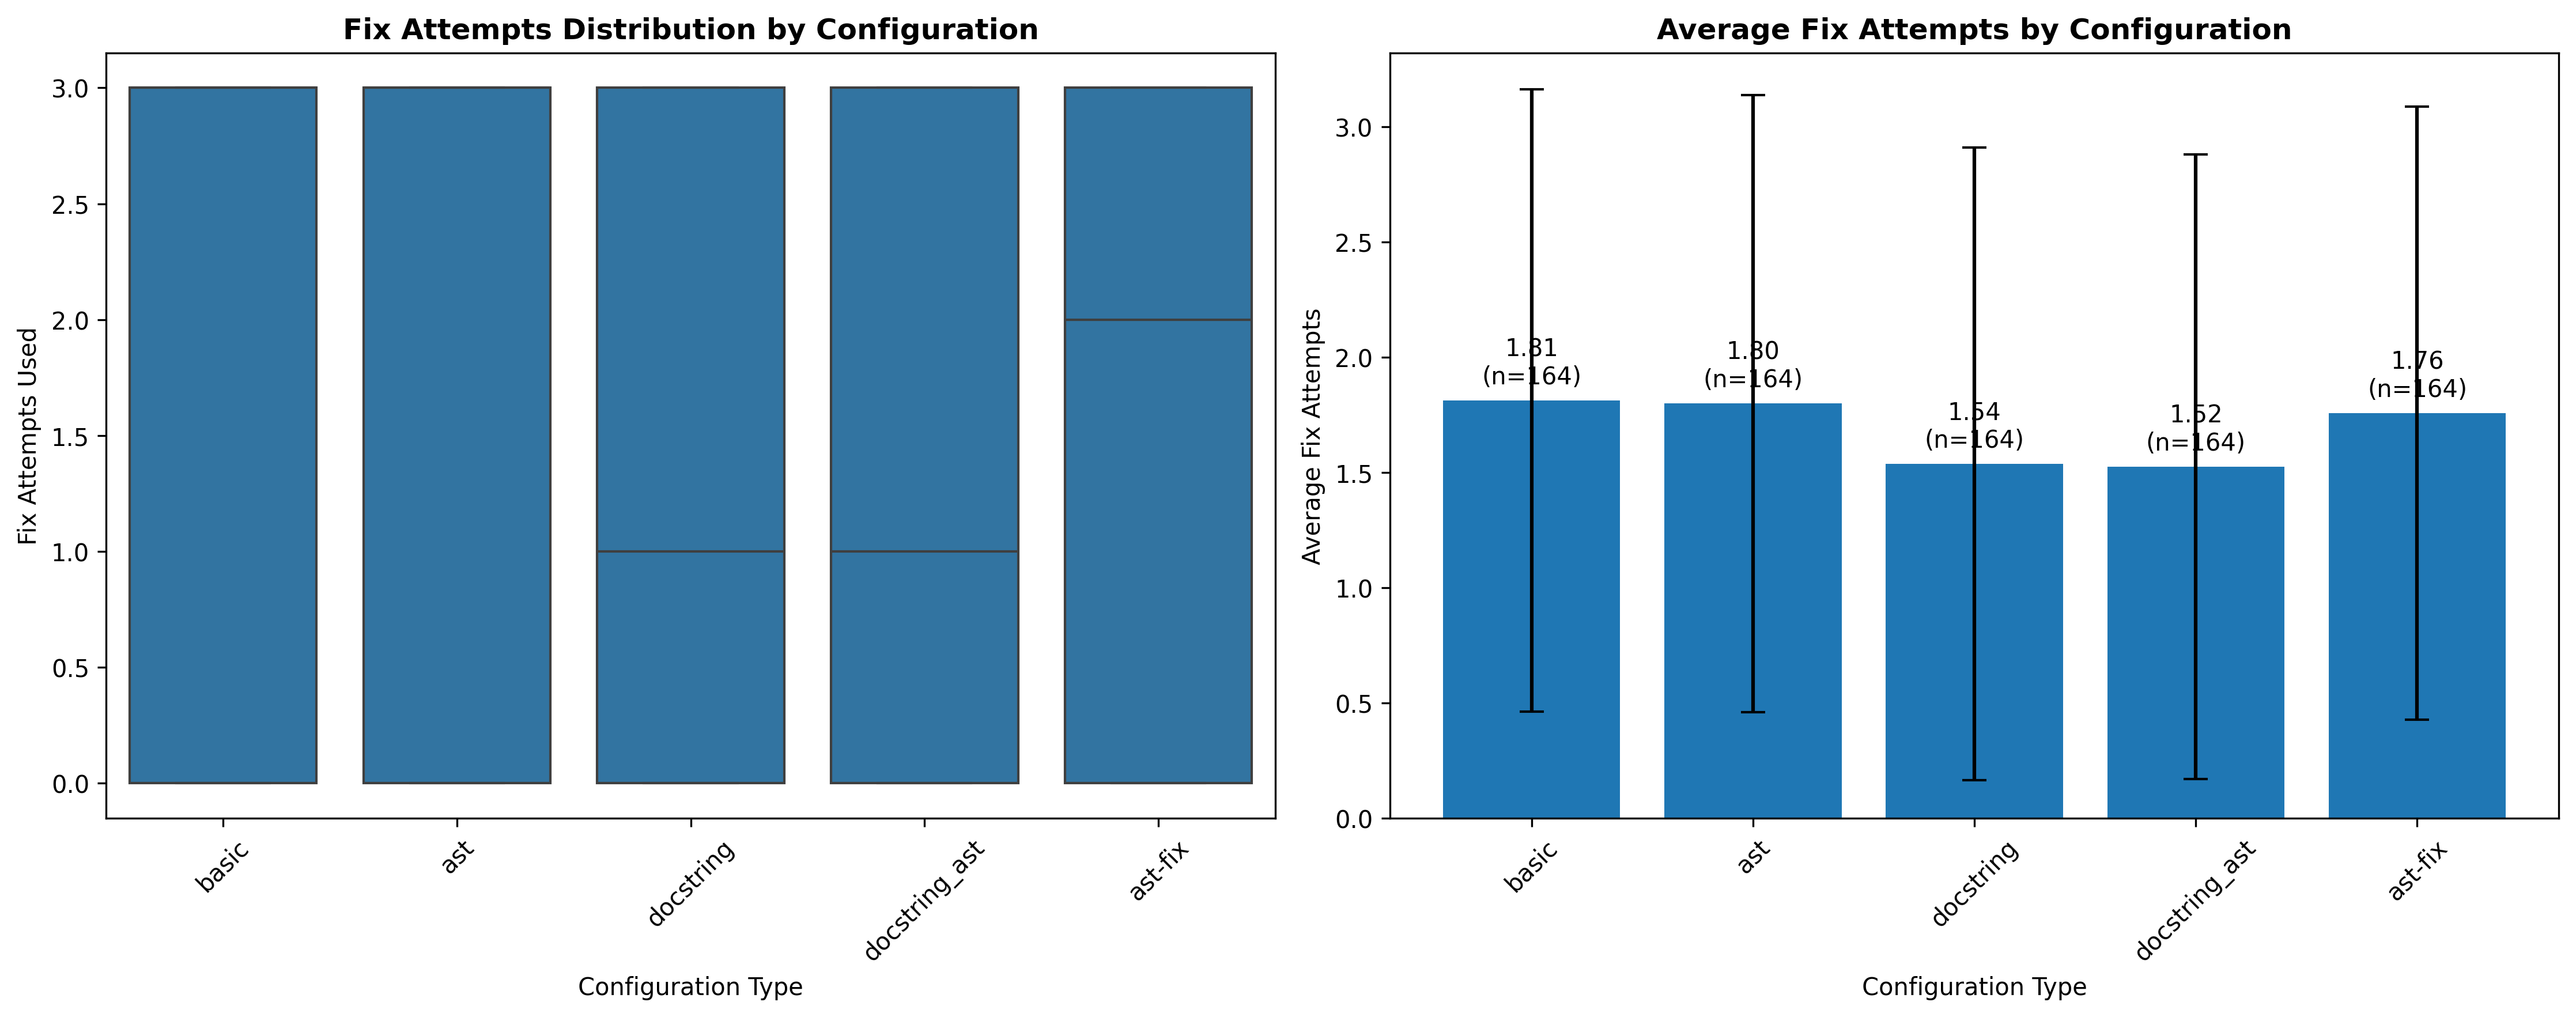 Fix Attempts Distribution by Configuration
Fix Attempts Used
3.0
2.5
2.0
1.5
1.0
0.5
0.0
basic
ast
docstring
docstring_ast
ast-fix
Configuration Type
Average Fix Attempts by Configuration
Average Fix Attempts
3.0
2.5
2.0
1.5
1.0
0.5
0.0
1.81
(n=164)
1.80
(n=164)
1.54
(n=164)
1.52
(n=164)
1.76
(n=164)
basic
ast
docstring
docstring_ast
ast-fix
Configuration Type